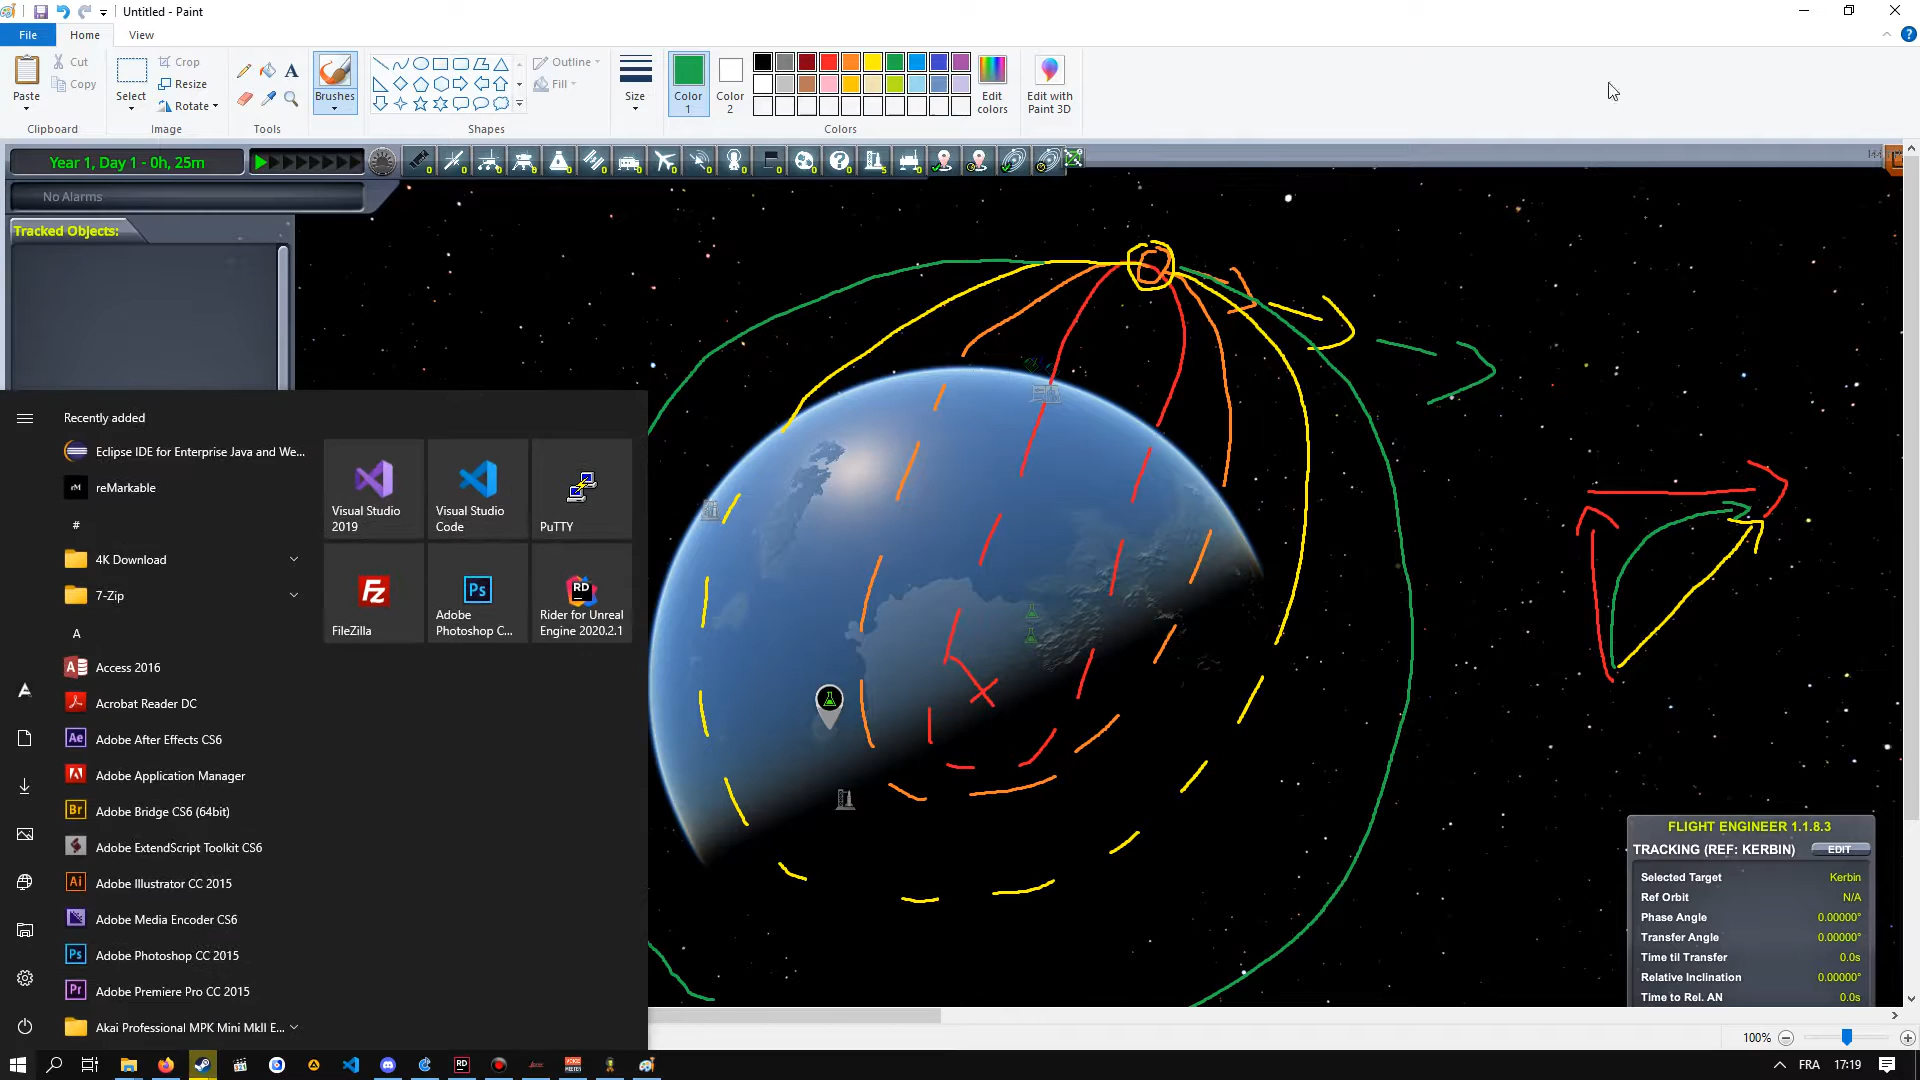 Untitled - Paint
File
Home
View
Paste
Cut
Copy
Clipboard
Select
Crop
Resize
Rotate
Image
Tools
Brushes
Shapes
Outline
Fill
Size
Color
1
Color
2
Edit
colors
Edit with
Paint 3D
Colors
Year 1, Day 1 - 0h, 25m
No Alarms
Tracked Objects:
Recently added
Eclipse IDE for Enterprise Java and We...
reMarkable
#
4K Download
7-Zip
A
Access 2016
Acrobat Reader DC
Adobe After Effects CS6
Adobe Application Manager
Adobe Bridge CS6 (64bit)
Adobe ExtendScript Toolkit CS6
Adobe Illustrator CC 2015
Adobe Media Encoder CS6
Adobe Photoshop CC 2015
Adobe Premiere Pro CC 2015
Akai Professional MPK Mini MkII E...
Visual Studio
2019
Visual Studio
Code
PuTTY
FileZilla
Adobe
Photoshop C...
Rider for Unreal
Engine 2020.2.1
FLIGHT ENGINEER 1.1.8.3
TRACKING (REF: KERBIN)
EDIT
Selected Target
Kerbin
Ref Orbit
N/A
Phase Angle
0.00000°
Transfer Angle
0.00000°
Time til Transfer
0.0s
Relative Inclination
0.00000°
Time to Rel. AN
0.0s
100%
FRA
17:19